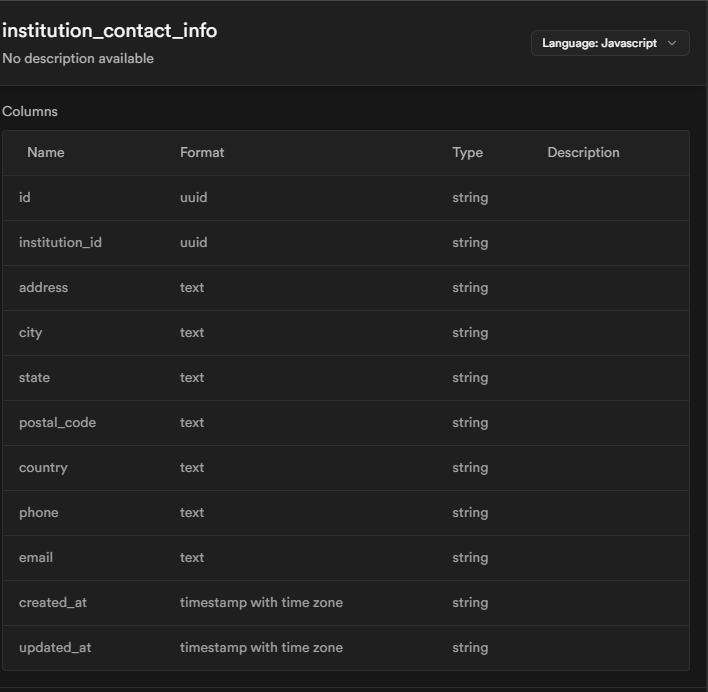 institution_contact_info
No description available
Language: Javascript
Columns
Name Format Type Description
id uuid string
institution_id uuid string
address text string
city text string
state text string
postal_code text string
country text string
phone text string
email text string
created_at timestamp with time zone string
updated_at timestamp with time zone string